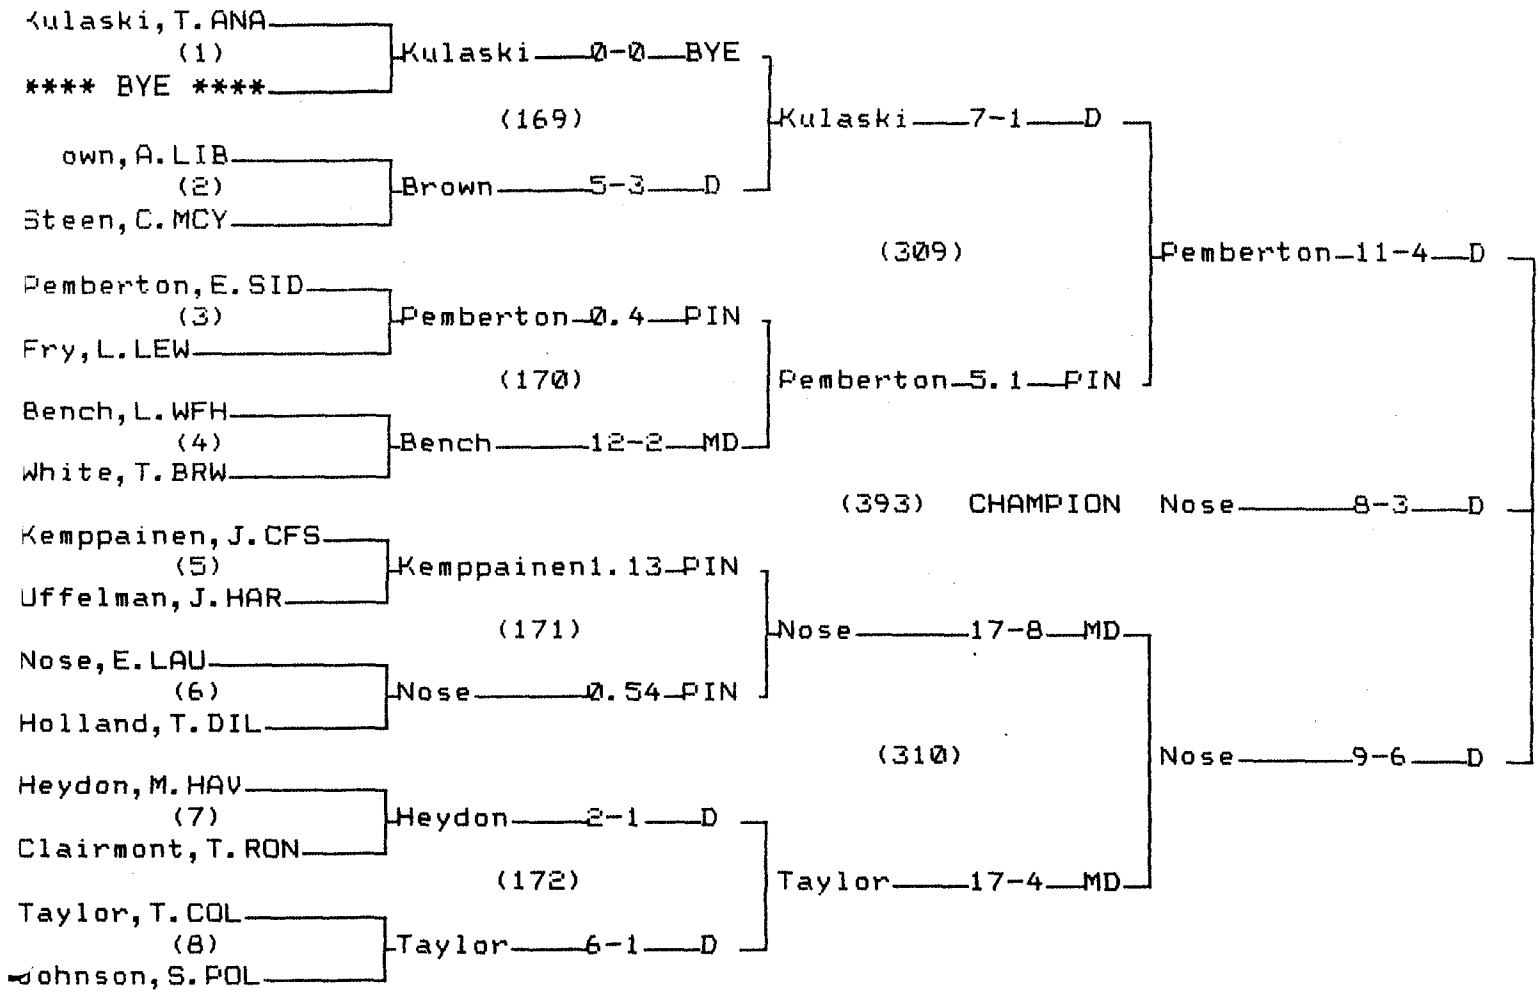 Kulaski, T. ANA
(1) Kulaski 0-0 BYE
**** BYE ****
(169) Kulaski 7-1 D
own, A. LIB
(2) Brown 5-3 D
Steen, C. MCY
(309) Pemberton 11-4 D
Pemberton, E. SID
(3) Pemberton 0.4 PIN
Fry, L. LEW
(170) Pemberton 5.1 PIN
Bench, L. WFH
(4) Bench 12-2 MD
White, T. BRW
(393) CHAMPION Nose 8-3 D
Kemppainen, J. CFS
(5) Kemppainen 1.13 PIN
Uffelman, J. HAR
(171) Nose 17-8 MD
Nose, E. LAU
(6) Nose 0.54 PIN
Holland, T. DIL
(310) Nose 9-6 D
Heydon, M. HAV
(7) Heydon 2-1 D
Clairmont, T. RON
(172) Taylor 17-4 MD
Taylor, T. COL
(8) Taylor 6-1 D
Johnson, S. POL